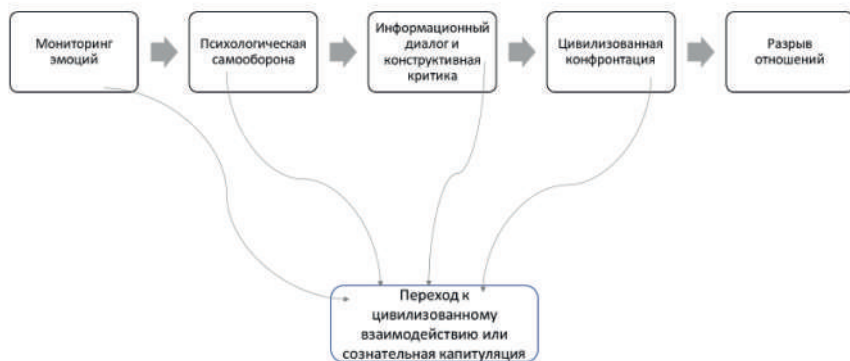 Мониторинг
эмоций
Психологическая
самооборона
Информационный
диалог и
конструктивная
критика
Цивилизованная
конфронтация
Разрыв
отношений
Переход к
цивилизованному
взаимодействию или
сознательная капитуляция